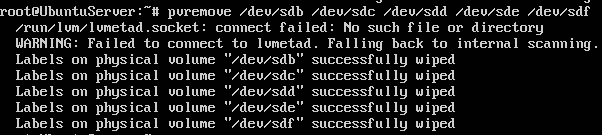 root@UbuntuServer:~# pvremove /dev/sdb /dev/sdc /dev/sdd /dev/sde /dev/sdf
/run/lvm/lvmetad.socket: connect failed: No such file or directory
WARNING: Failed to connect to lvmetad. Falling back to internal scanning.
Labels on physical volume "/dev/sdb" successfully wiped
Labels on physical volume "/dev/sdc" successfully wiped
Labels on physical volume "/dev/sdd" successfully wiped
Labels on physical volume "/dev/sde" successfully wiped
Labels on physical volume "/dev/sdf" successfully wiped